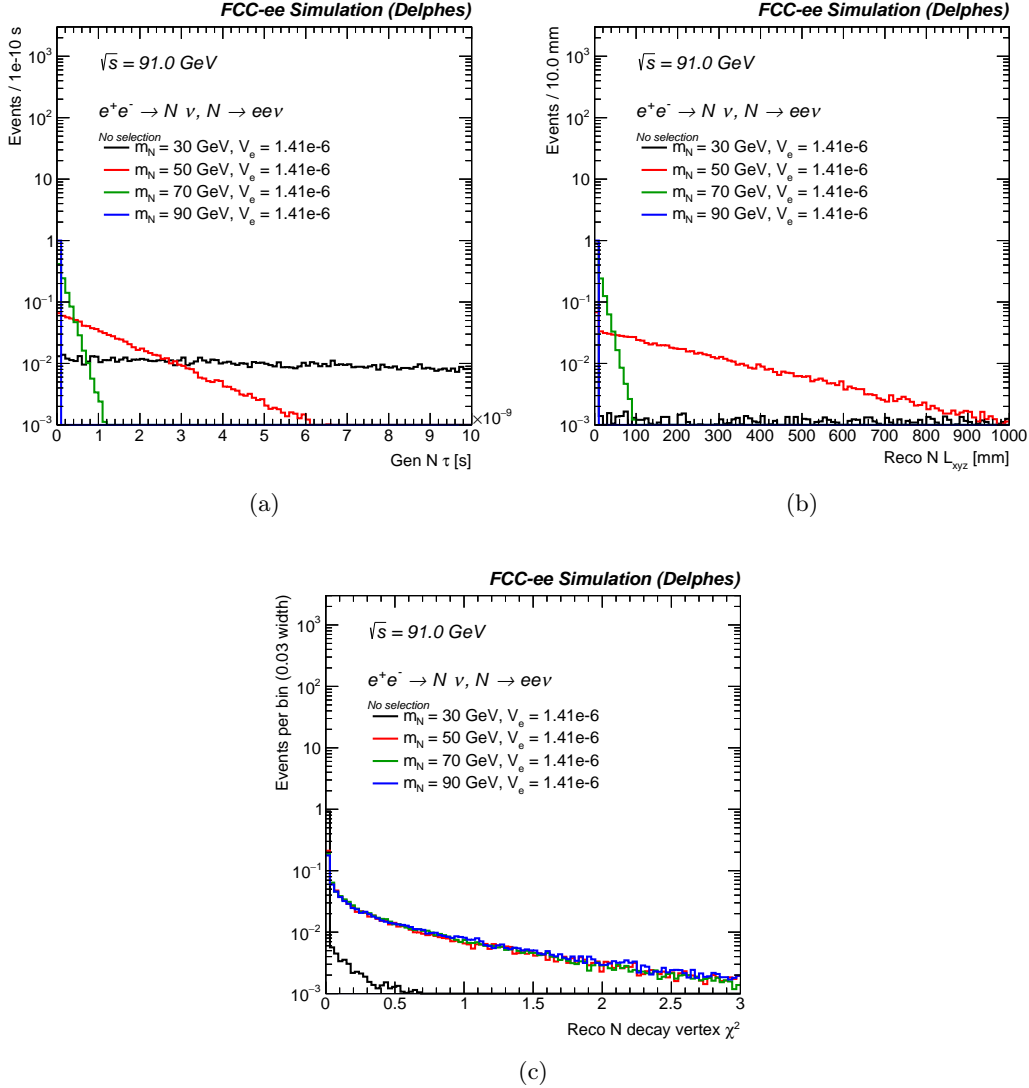 FCC-ee Simulation (Delphes)
Events / 1e-10 s
10³
10²
10
1
10⁻¹
10⁻²
10⁻³
√s = 91.0 GeV
e⁺e⁻ → N ν, N → eeν
No selection
m_N = 30 GeV, V_e = 1.41e-6
m_N = 50 GeV, V_e = 1.41e-6
m_N = 70 GeV, V_e = 1.41e-6
m_N = 90 GeV, V_e = 1.41e-6
0 1 2 3 4 5 6 7 8 9 10
×10⁻⁹
Gen N τ [s]
(a)
FCC-ee Simulation (Delphes)
Events / 10.0 mm
10³
10²
10
1
10⁻¹
10⁻²
10⁻³
√s = 91.0 GeV
e⁺e⁻ → N ν, N → eeν
No selection
m_N = 30 GeV, V_e = 1.41e-6
m_N = 50 GeV, V_e = 1.41e-6
m_N = 70 GeV, V_e = 1.41e-6
m_N = 90 GeV, V_e = 1.41e-6
0 100 200 300 400 500 600 700 800 900 1000
Reco N L_xyz [mm]
(b)
FCC-ee Simulation (Delphes)
Events per bin (0.03 width)
10³
10²
10
1
10⁻¹
10⁻²
10⁻³
√s = 91.0 GeV
e⁺e⁻ → N ν, N → eeν
No selection
m_N = 30 GeV, V_e = 1.41e-6
m_N = 50 GeV, V_e = 1.41e-6
m_N = 70 GeV, V_e = 1.41e-6
m_N = 90 GeV, V_e = 1.41e-6
0 0.5 1 1.5 2 2.5 3
Reco N decay vertex χ²
(c)